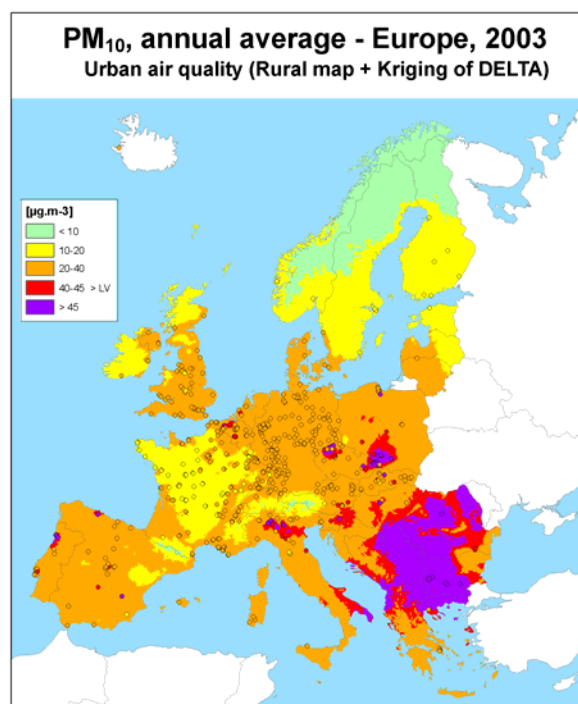 PM₁₀, annual average - Europe, 2003
Urban air quality (Rural map + Kriging of DELTA)
[µg.m-3]
< 10
10-20
20-40
40-45 > LV
> 45